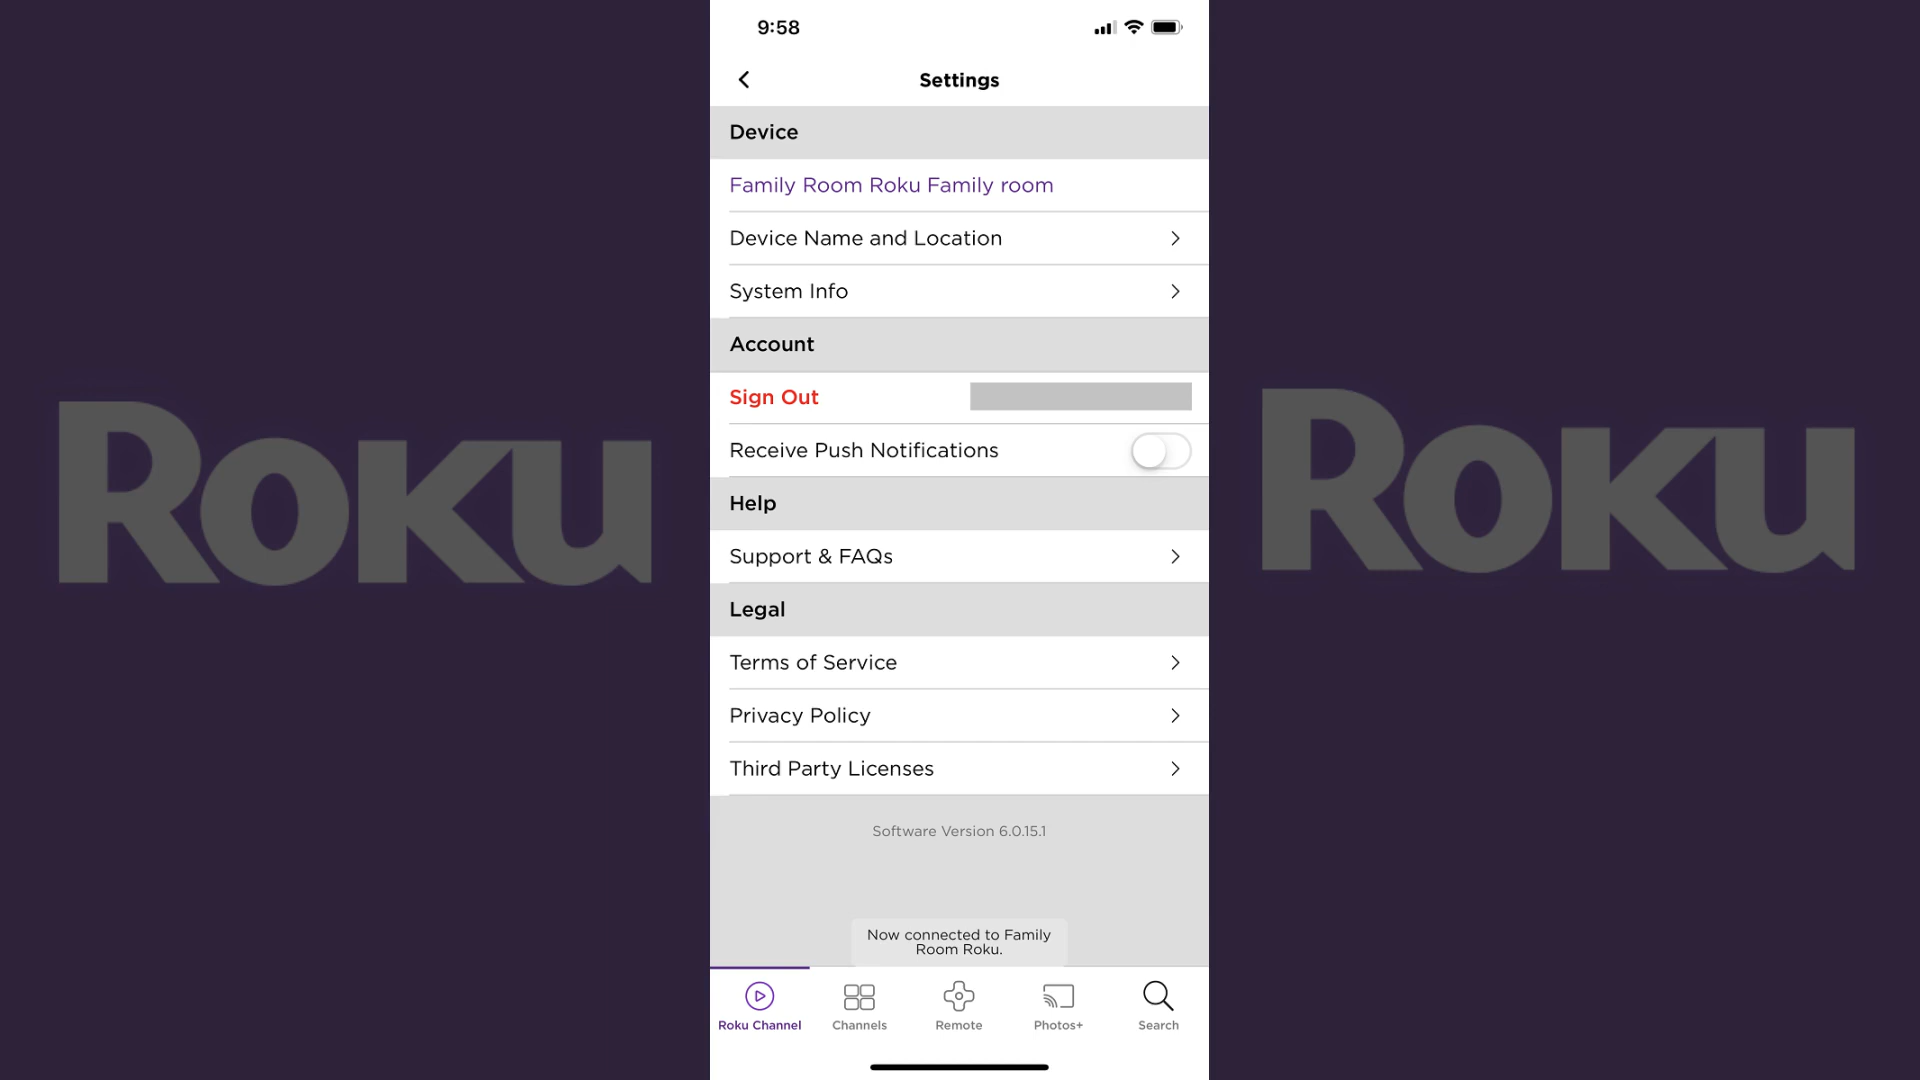 9:58
Settings
Device
Family Room Roku Family room
Device Name and Location
System Info
Account
Sign Out
Receive Push Notifications
Help
Support & FAQs
Legal
Terms of Service
Privacy Policy
Third Party Licenses
Software Version 6.0.15.1
Now connected to Family
Room Roku.
Roku Channel
Channels
Remote
Photos+
Search
Roku
Roku